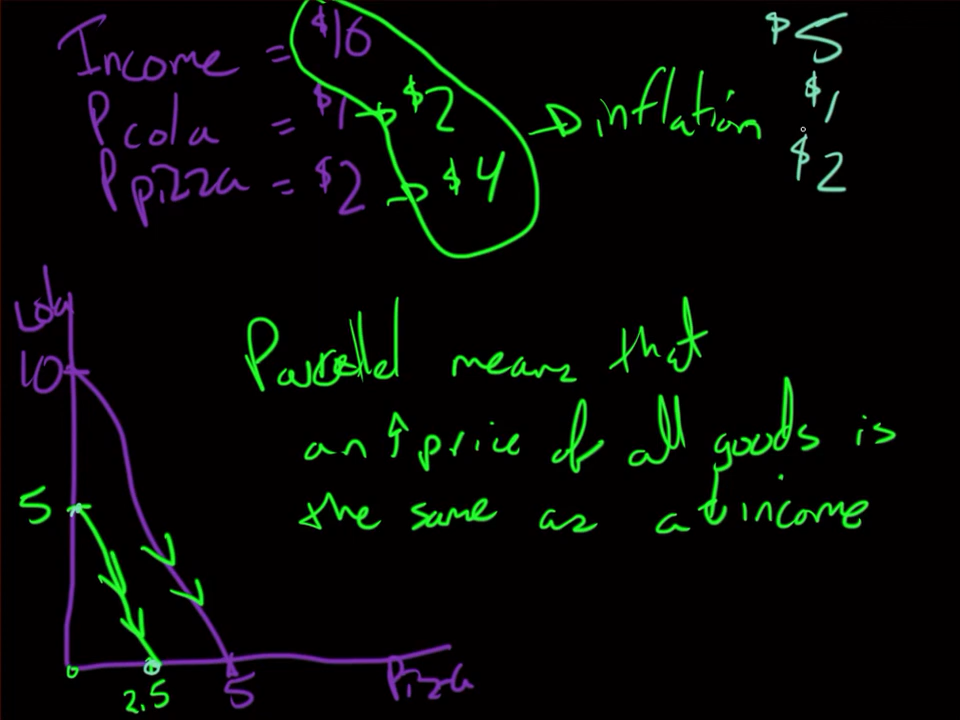 Income = $10
$5
Pcola = $1 → $2
→ inflation
$1
Ppizza = $2 → $4
$2
Cola
10
Parallel means that
an ↑ price of all goods is
5
the same as a ↓ income
0
2.5
5
Pizza